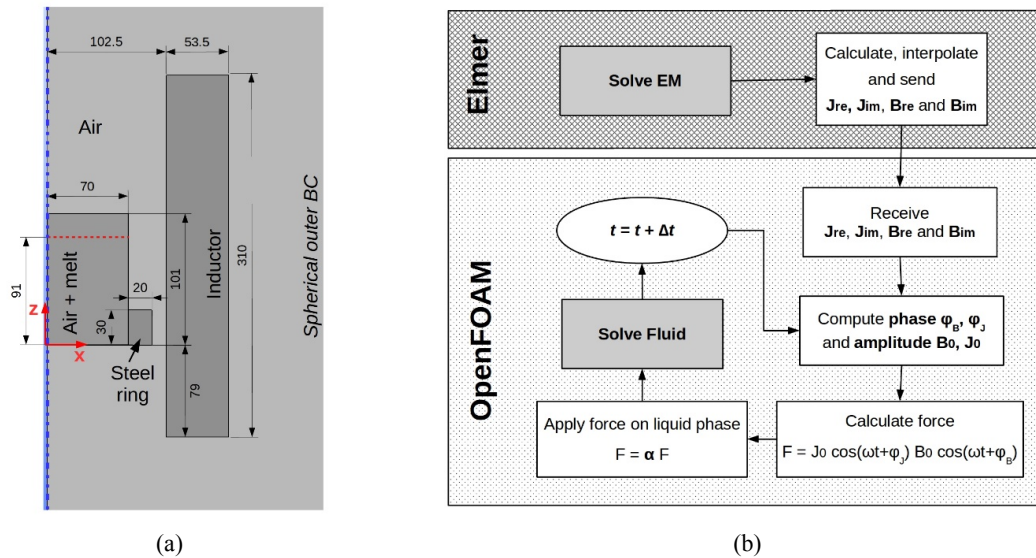 102.5
53.5
Air
70
Spherical outer BC
Inductor
310
101
91
Air + melt
20
30
z
x
Steel
ring
79
(a)
Elmer
Solve EM
Calculate, interpolate
and send
Jre, Jim, Bre and Bim
OpenFOAM
t = t + Δt
Receive
Jre, Jim, Bre and Bim
Solve Fluid
Compute phase φB, φJ
and amplitude B0, J0
Apply force on liquid phase
F = α F
Calculate force
F = J0 cos(ωt+φJ) B0 cos(ωt+φB)
(b)